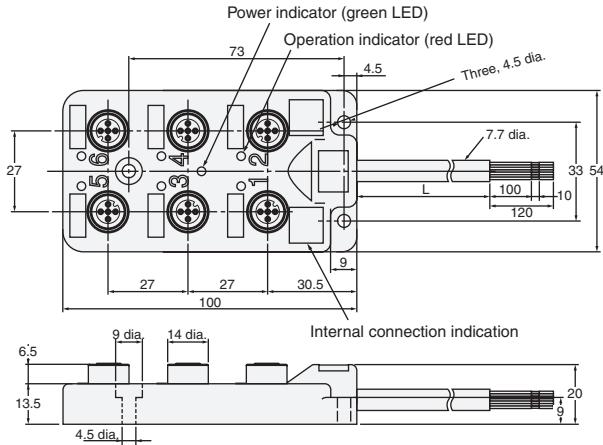 Power indicator (green LED)
Operation indicator (red LED)
73
4.5
Three, 4.5 dia.
7.7 dia.
27
6
4
2
5
3
1
33
54
L
100
10
120
9
27
27
30.5
100
Internal connection indication
9 dia.
14 dia.
6.5
13.5
4.5 dia.
20
9